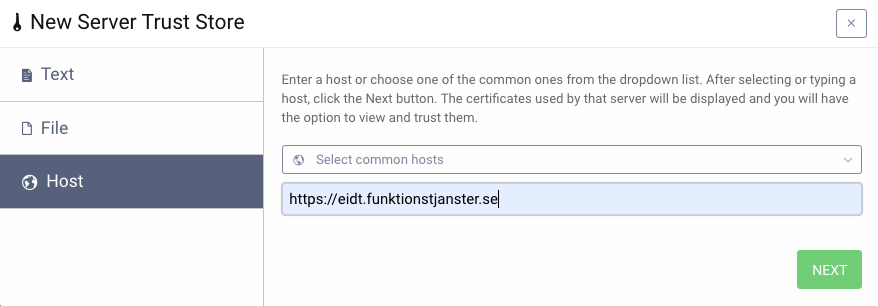 New Server Trust Store
Text
File
Host
Enter a host or choose one of the common ones from the dropdown list. After selecting or typing a
host, click the Next button. The certificates used by that server will be displayed and you will have
the option to view and trust them.
Select common hosts
https://eidt.funktionstjanster.se
NEXT